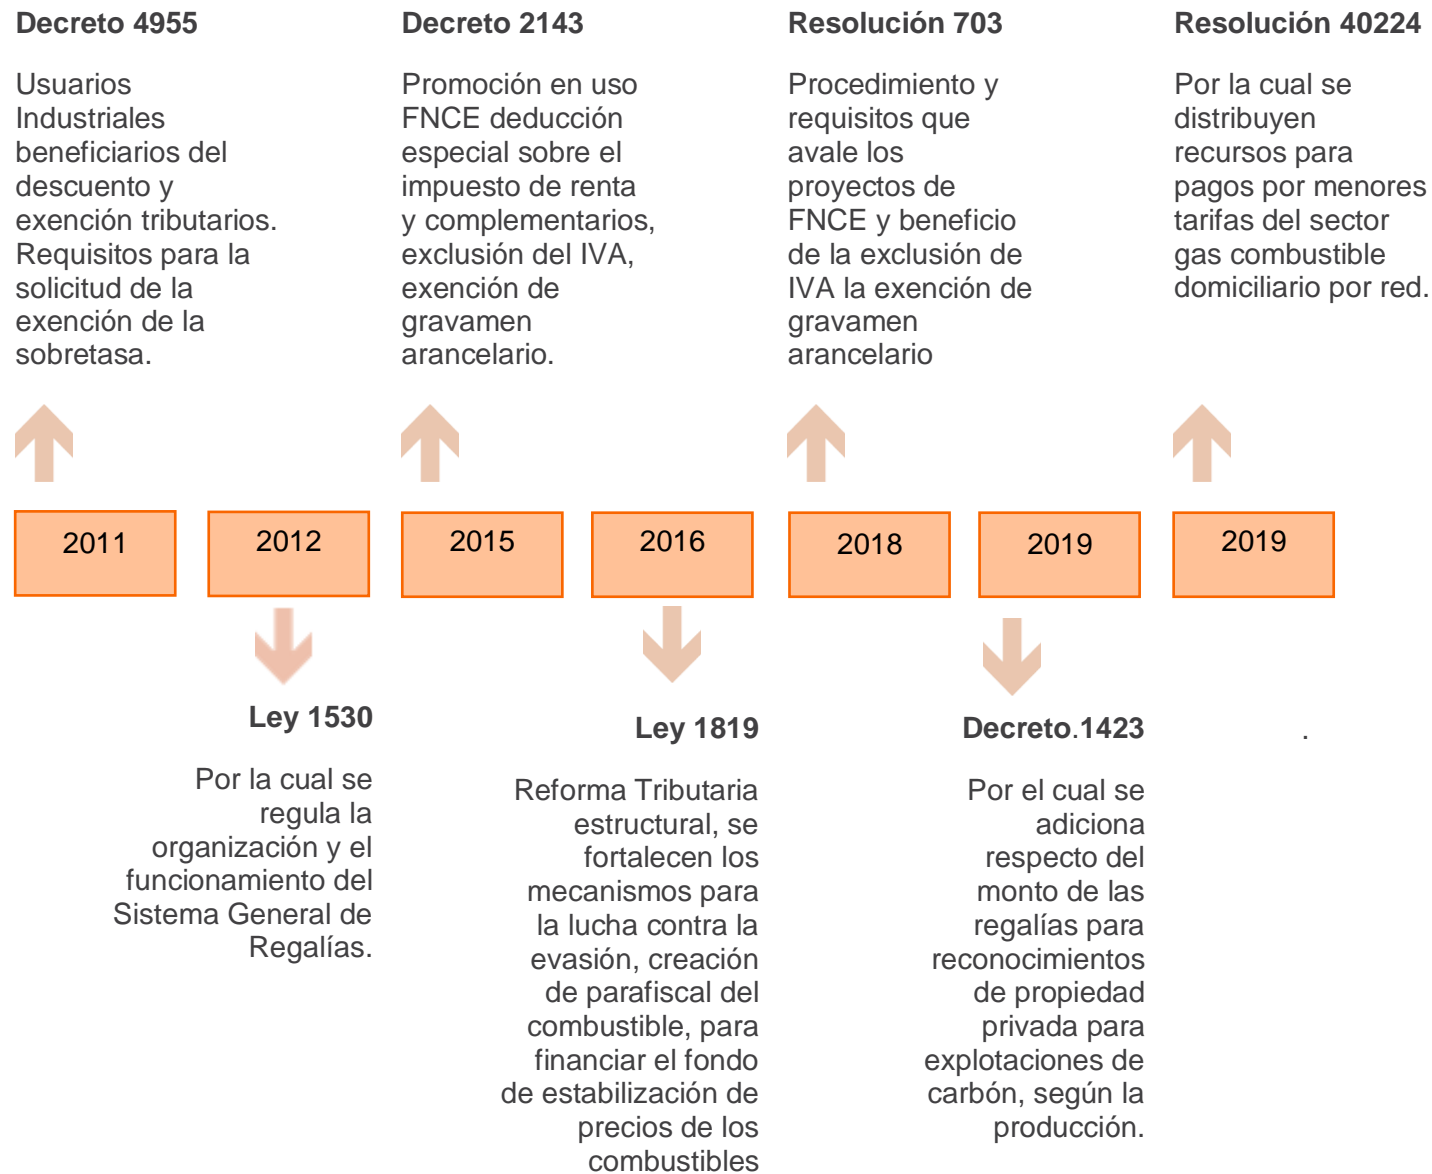 Decreto 4955
Usuarios
Industriales
beneficiarios del
descuento y
exención tributarios.
Requisitos para la
solicitud de la
exención de la
sobretasa.
Decreto 2143
Promoción en uso
FNCE deducción
especial sobre el
impuesto de renta
y complementarios,
exclusión del IVA,
exención de
gravamen
arancelario.
Resolución 703
Procedimiento y
requisitos que
avale los
proyectos de
FNCE y beneficio
de la exclusión de
IVA la exención de
gravamen
arancelario
Resolución 40224
Por la cual se
distribuyen
recursos para
pagos por menores
tarifas del sector
gas combustible
domiciliario por red.
2011
2012
2015
2016
2018
2019
2019
Ley 1530
Por la cual se
regula la
organización y el
funcionamiento del
Sistema General de
Regalías.
Ley 1819
Reforma Tributaria
estructural, se
fortalecen los
mecanismos para
la lucha contra la
evasión, creación
de parafiscal del
combustible, para
financiar el fondo
de estabilización de
precios de los
combustibles
Decreto.1423
Por el cual se
adiciona
respecto del
monto de las
regalías para
reconocimientos
de propiedad
privada para
explotaciones de
carbón, según la
producción.
.